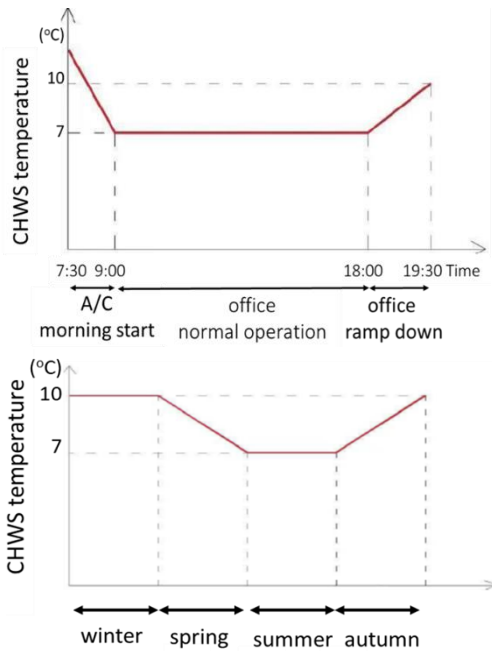 (°C)
CHWS temperature
10
7
7:30 9:00 18:00 19:30 Time
A/C
morning start
office
normal operation
office
ramp down
(°C)
CHWS temperature
10
7
winter spring summer autumn